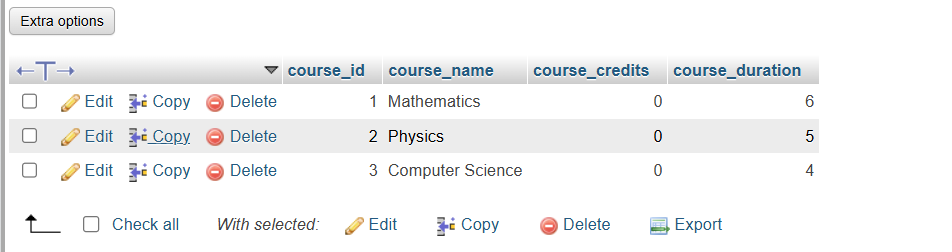 Extra options
course_id course_name course_credits course_duration
Edit Copy Delete 1 Mathematics 0 6
Edit Copy Delete 2 Physics 0 5
Edit Copy Delete 3 Computer Science 0 4
Check all With selected: Edit Copy Delete Export